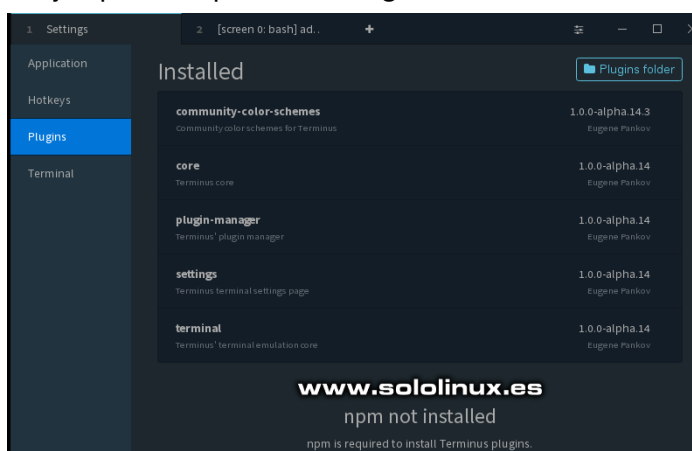 1 Settings
2 [screen 0: bash] ad..
+
Application
Hotkeys
Plugins
Terminal
Installed
Plugins folder
community-color-schemes 1.0.0-alpha.14.3
Community color schemes for Terminus Eugene Pankov
core 1.0.0-alpha.14
Terminus core Eugene Pankov
plugin-manager 1.0.0-alpha.14
Terminus' plugin manager Eugene Pankov
settings 1.0.0-alpha.14
Terminus terminal settings page Eugene Pankov
terminal 1.0.0-alpha.14
Terminus' terminal emulation core Eugene Pankov
www.sololinux.es
npm not installed
npm is required to install Terminus plugins.